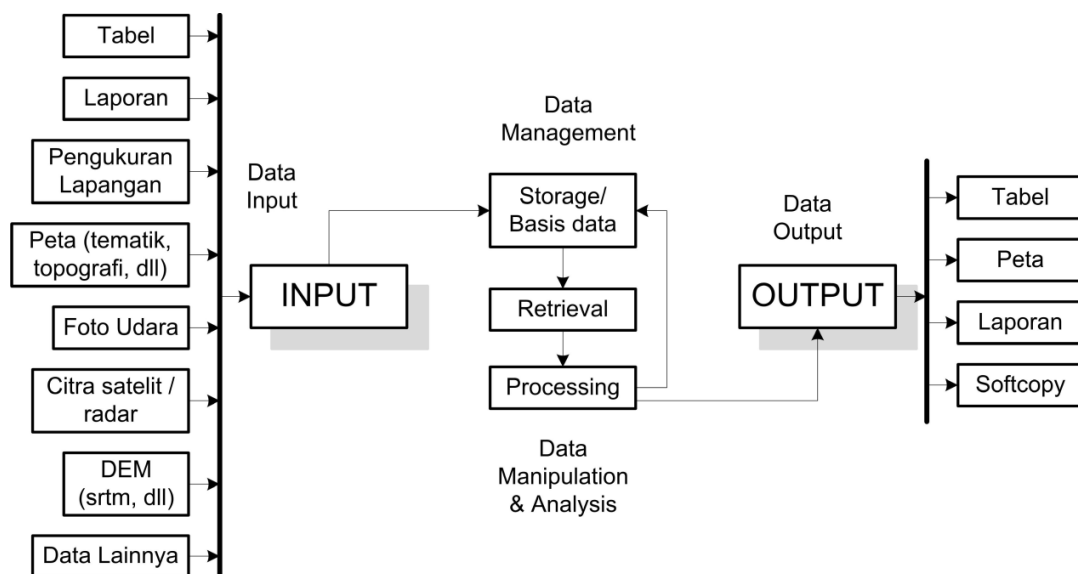 Tabel
Laporan
Pengukuran
Lapangan
Peta (tematik,
topografi, dll)
Foto Udara
Citra satelit /
radar
DEM
(srtm, dll)
Data Lainnya
Data
Input
INPUT
Data
Management
Storage/
Basis data
Retrieval
Processing
Data
Manipulation
& Analysis
Data
Output
OUTPUT
Tabel
Peta
Laporan
Softcopy